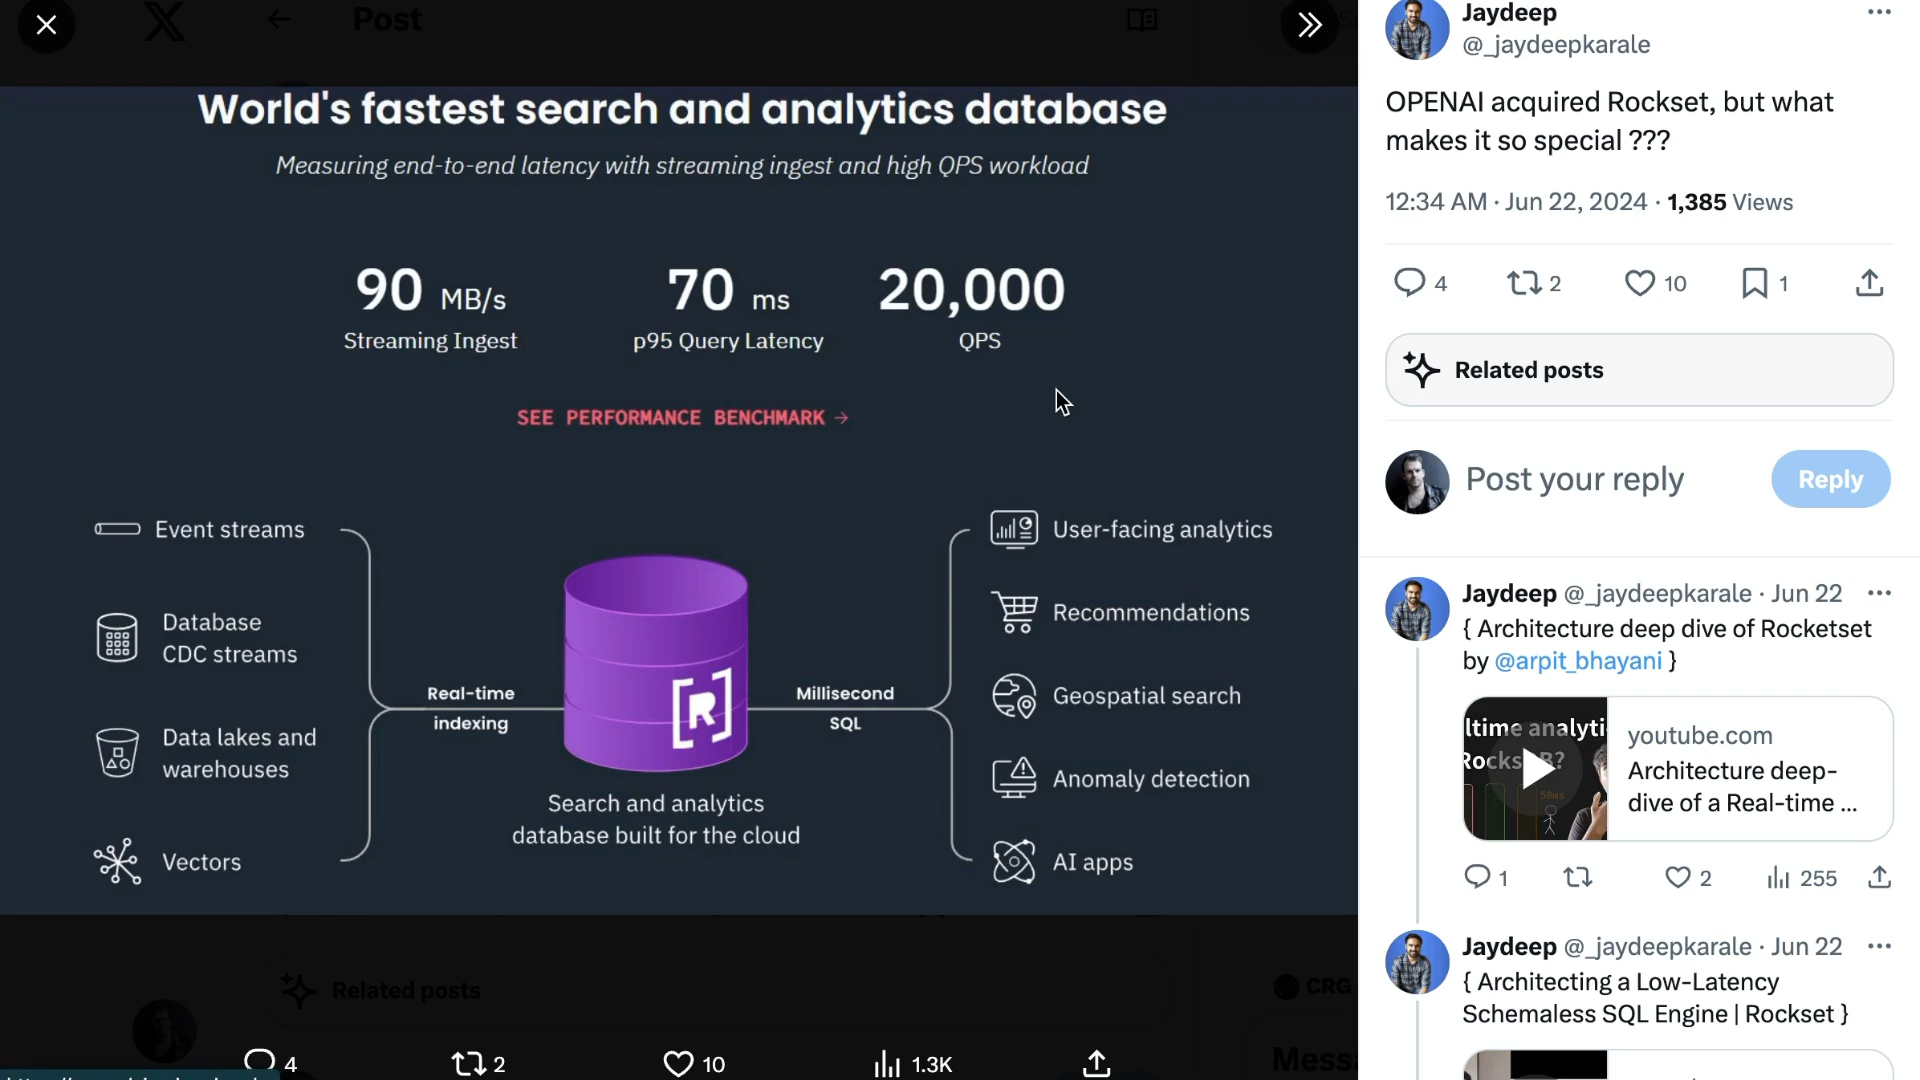 Post
World's fastest search and analytics database
Measuring end-to-end latency with streaming ingest and high QPS workload
90 MB/s
Streaming Ingest
70 ms
p95 Query Latency
20,000
QPS
SEE PERFORMANCE BENCHMARK →
Event streams
Database
CDC streams
Data lakes and
warehouses
Vectors
Real-time
indexing
[R]
Search and analytics
database built for the cloud
Millisecond
SQL
User-facing analytics
Recommendations
Geospatial search
Anomaly detection
AI apps
Related posts
CRG
4
2
10
1.3K
Jaydeep
@_jaydeepkarale
OPENAI acquired Rockset, but what
makes it so special ???
12:34 AM · Jun 22, 2024 · 1,385 Views
4
2
10
1
Related posts
Post your reply
Reply
Jaydeep @_jaydeepkarale · Jun 22
{ Architecture deep dive of Rocketset
by @arpit_bhayani }
ltime analyti
50ms
youtube.com
Architecture deep-
dive of a Real-time ...
1
2
255
Jaydeep @_jaydeepkarale · Jun 22
{ Architecting a Low-Latency
Schemaless SQL Engine | Rockset }